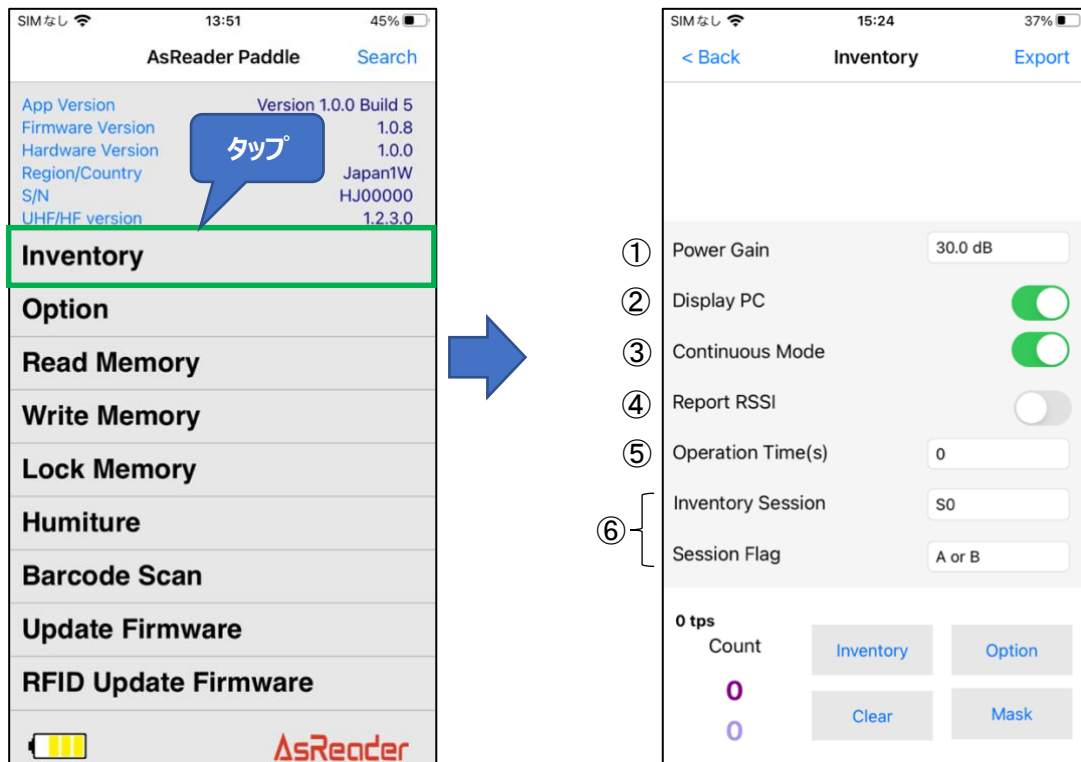 SIMなし 13:51 45%
AsReader Paddle Search
App Version Version 1.0.0 Build 5
Firmware Version 1.0.8
Hardware Version 1.0.0
Region/Country Japan1W
S/N HJ00000
UHF/HF version 1.2.3.0
タップ
Inventory
Option
Read Memory
Write Memory
Lock Memory
Humiture
Barcode Scan
Update Firmware
RFID Update Firmware
AsReader
SIMなし 15:24 37%
< Back Inventory Export
① Power Gain 30.0 dB
② Display PC
③ Continuous Mode
④ Report RSSI
⑤ Operation Time(s) 0
⑥
Inventory Session S0
Session Flag A or B
0 tps
Count
Inventory Option
0
Clear Mask
0